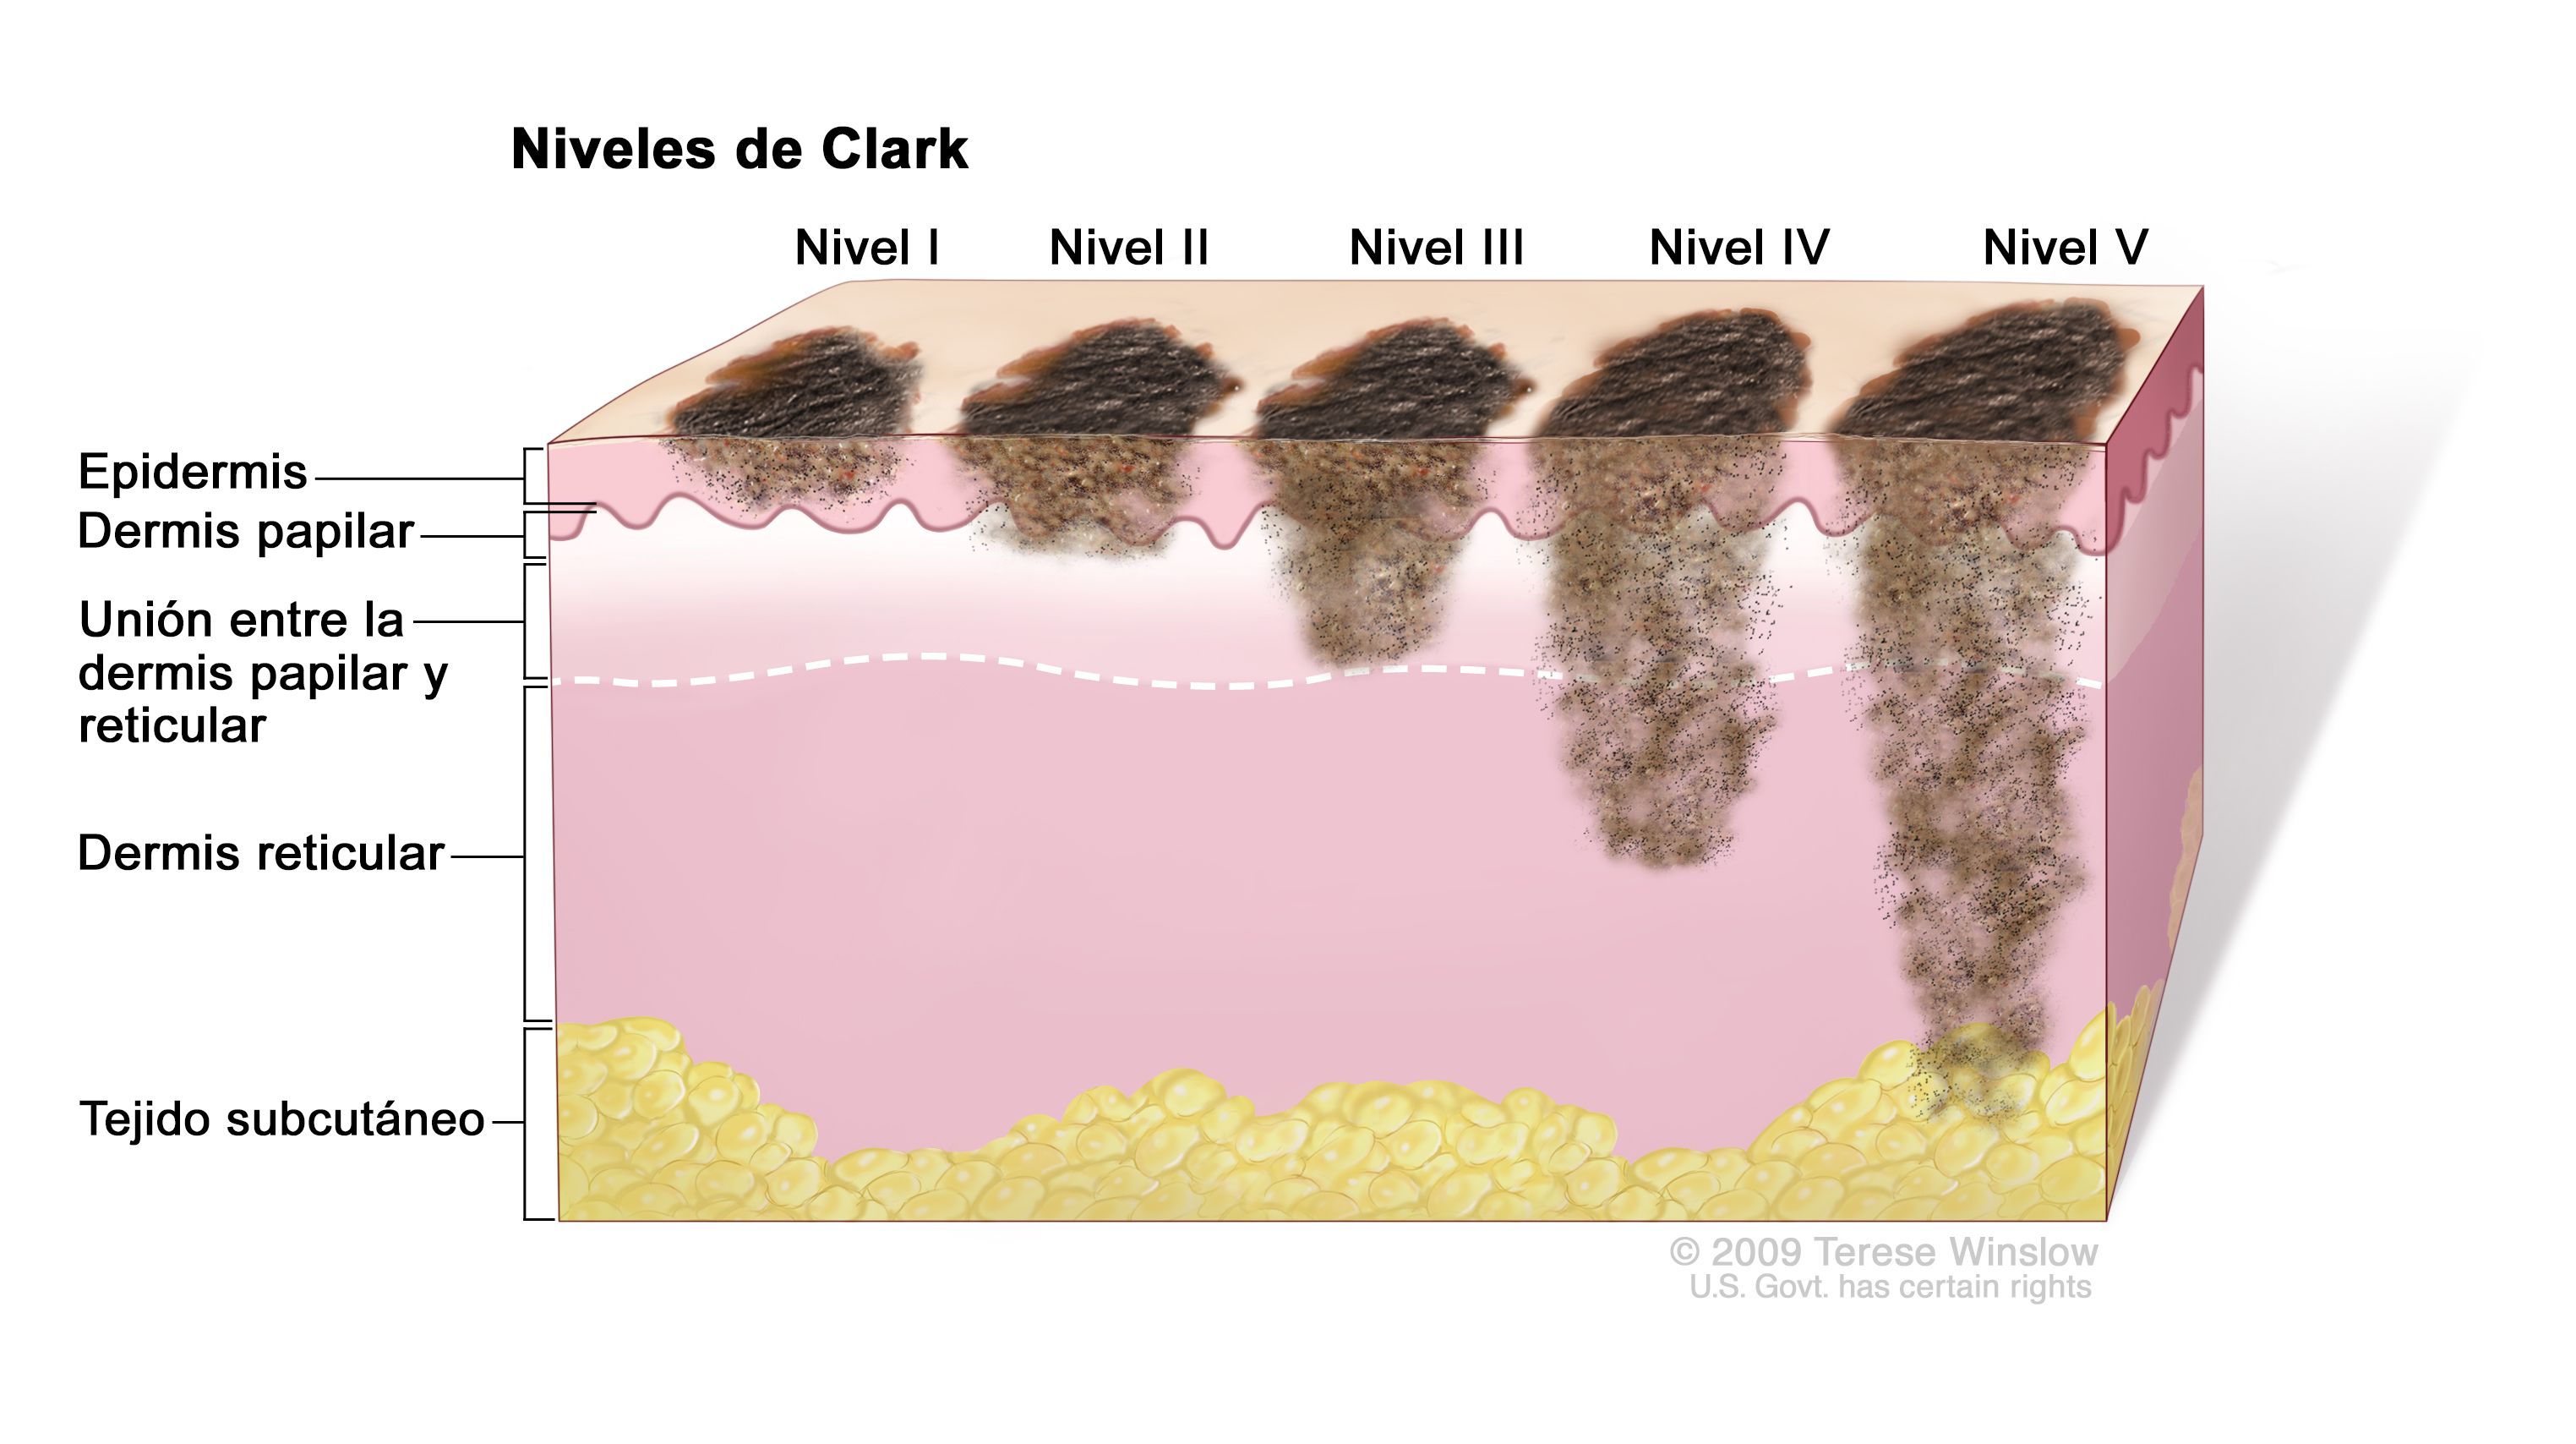 Niveles de Clark
Nivel I
Nivel II
Nivel III
Nivel IV
Nivel V
Epidermis
Dermis papilar
Unión entre la
dermis papilar y
reticular
Dermis reticular
Tejido subcutáneo
© 2009 Terese Winslow
U.S. Govt. has certain rights